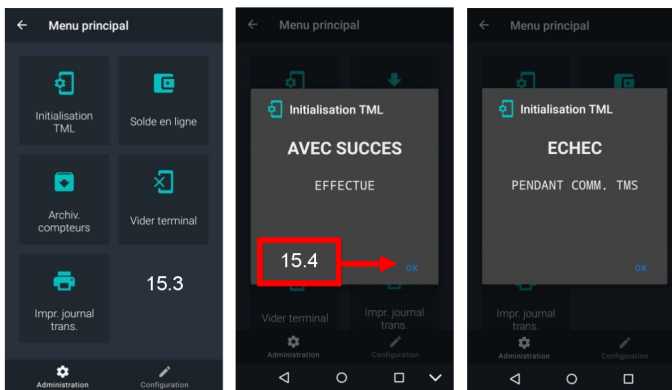 ← Menu principal
Initialisation
TML
Solde en ligne
Archiv.
compteurs
Vider terminal
Impr. journal
trans.
15.3
Administration
Configuration
← Menu principal
Initialisation TML
AVEC SUCCES
EFFECTUE
15.4
OK
Vider terminal
Impr. journal
trans.
Administration
Configuration
← Menu principal
Initialisation TML
ECHEC
PENDANT COMM. TMS
OK
Impr. journal
trans.
Administration
Configuration